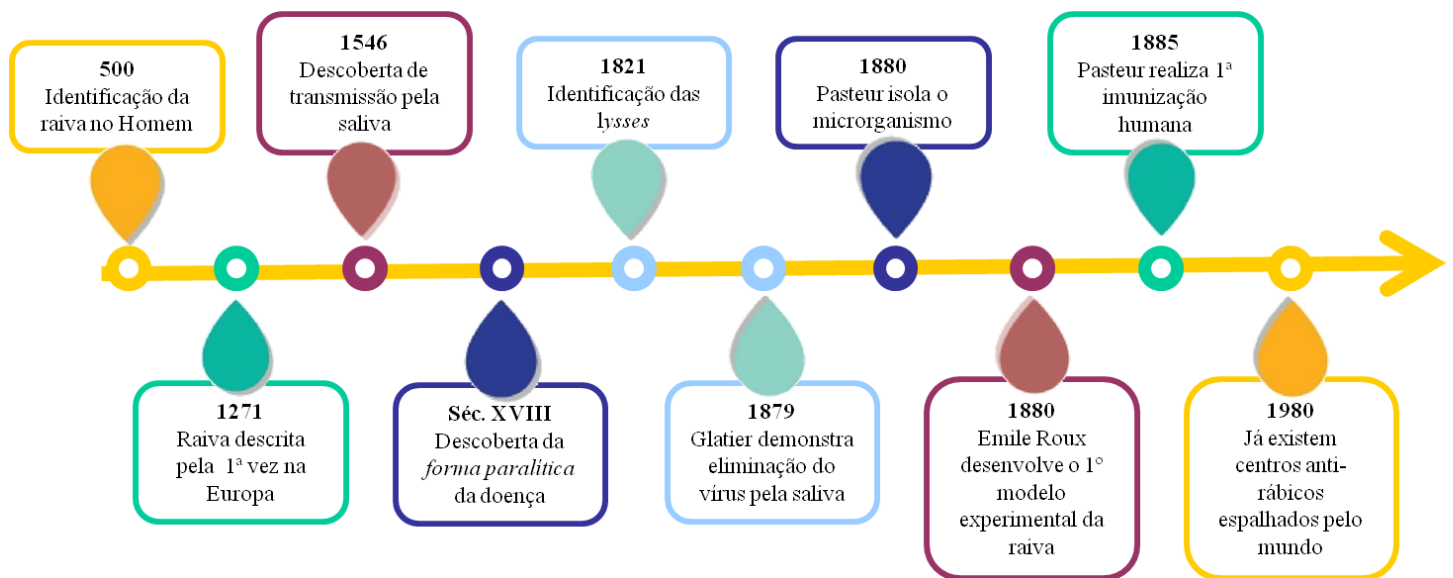 500
Identificação da
raiva no Homem
1546
Descoberta de
transmissão pela
saliva
1821
Identificação das
lysses
1880
Pasteur isola o
microrganismo
1885
Pasteur realiza 1ª
imunização
humana
1271
Raiva descrita
pela 1ª vez na
Europa
Séc. XVIII
Descoberta da
forma paralítica
da doença
1879
Glatier demonstra
eliminação do
vírus pela saliva
1880
Emile Roux
desenvolve o 1°
modelo
experimental da
raiva
1980
Já existem
centros anti-
rábicos
espalhados pelo
mundo